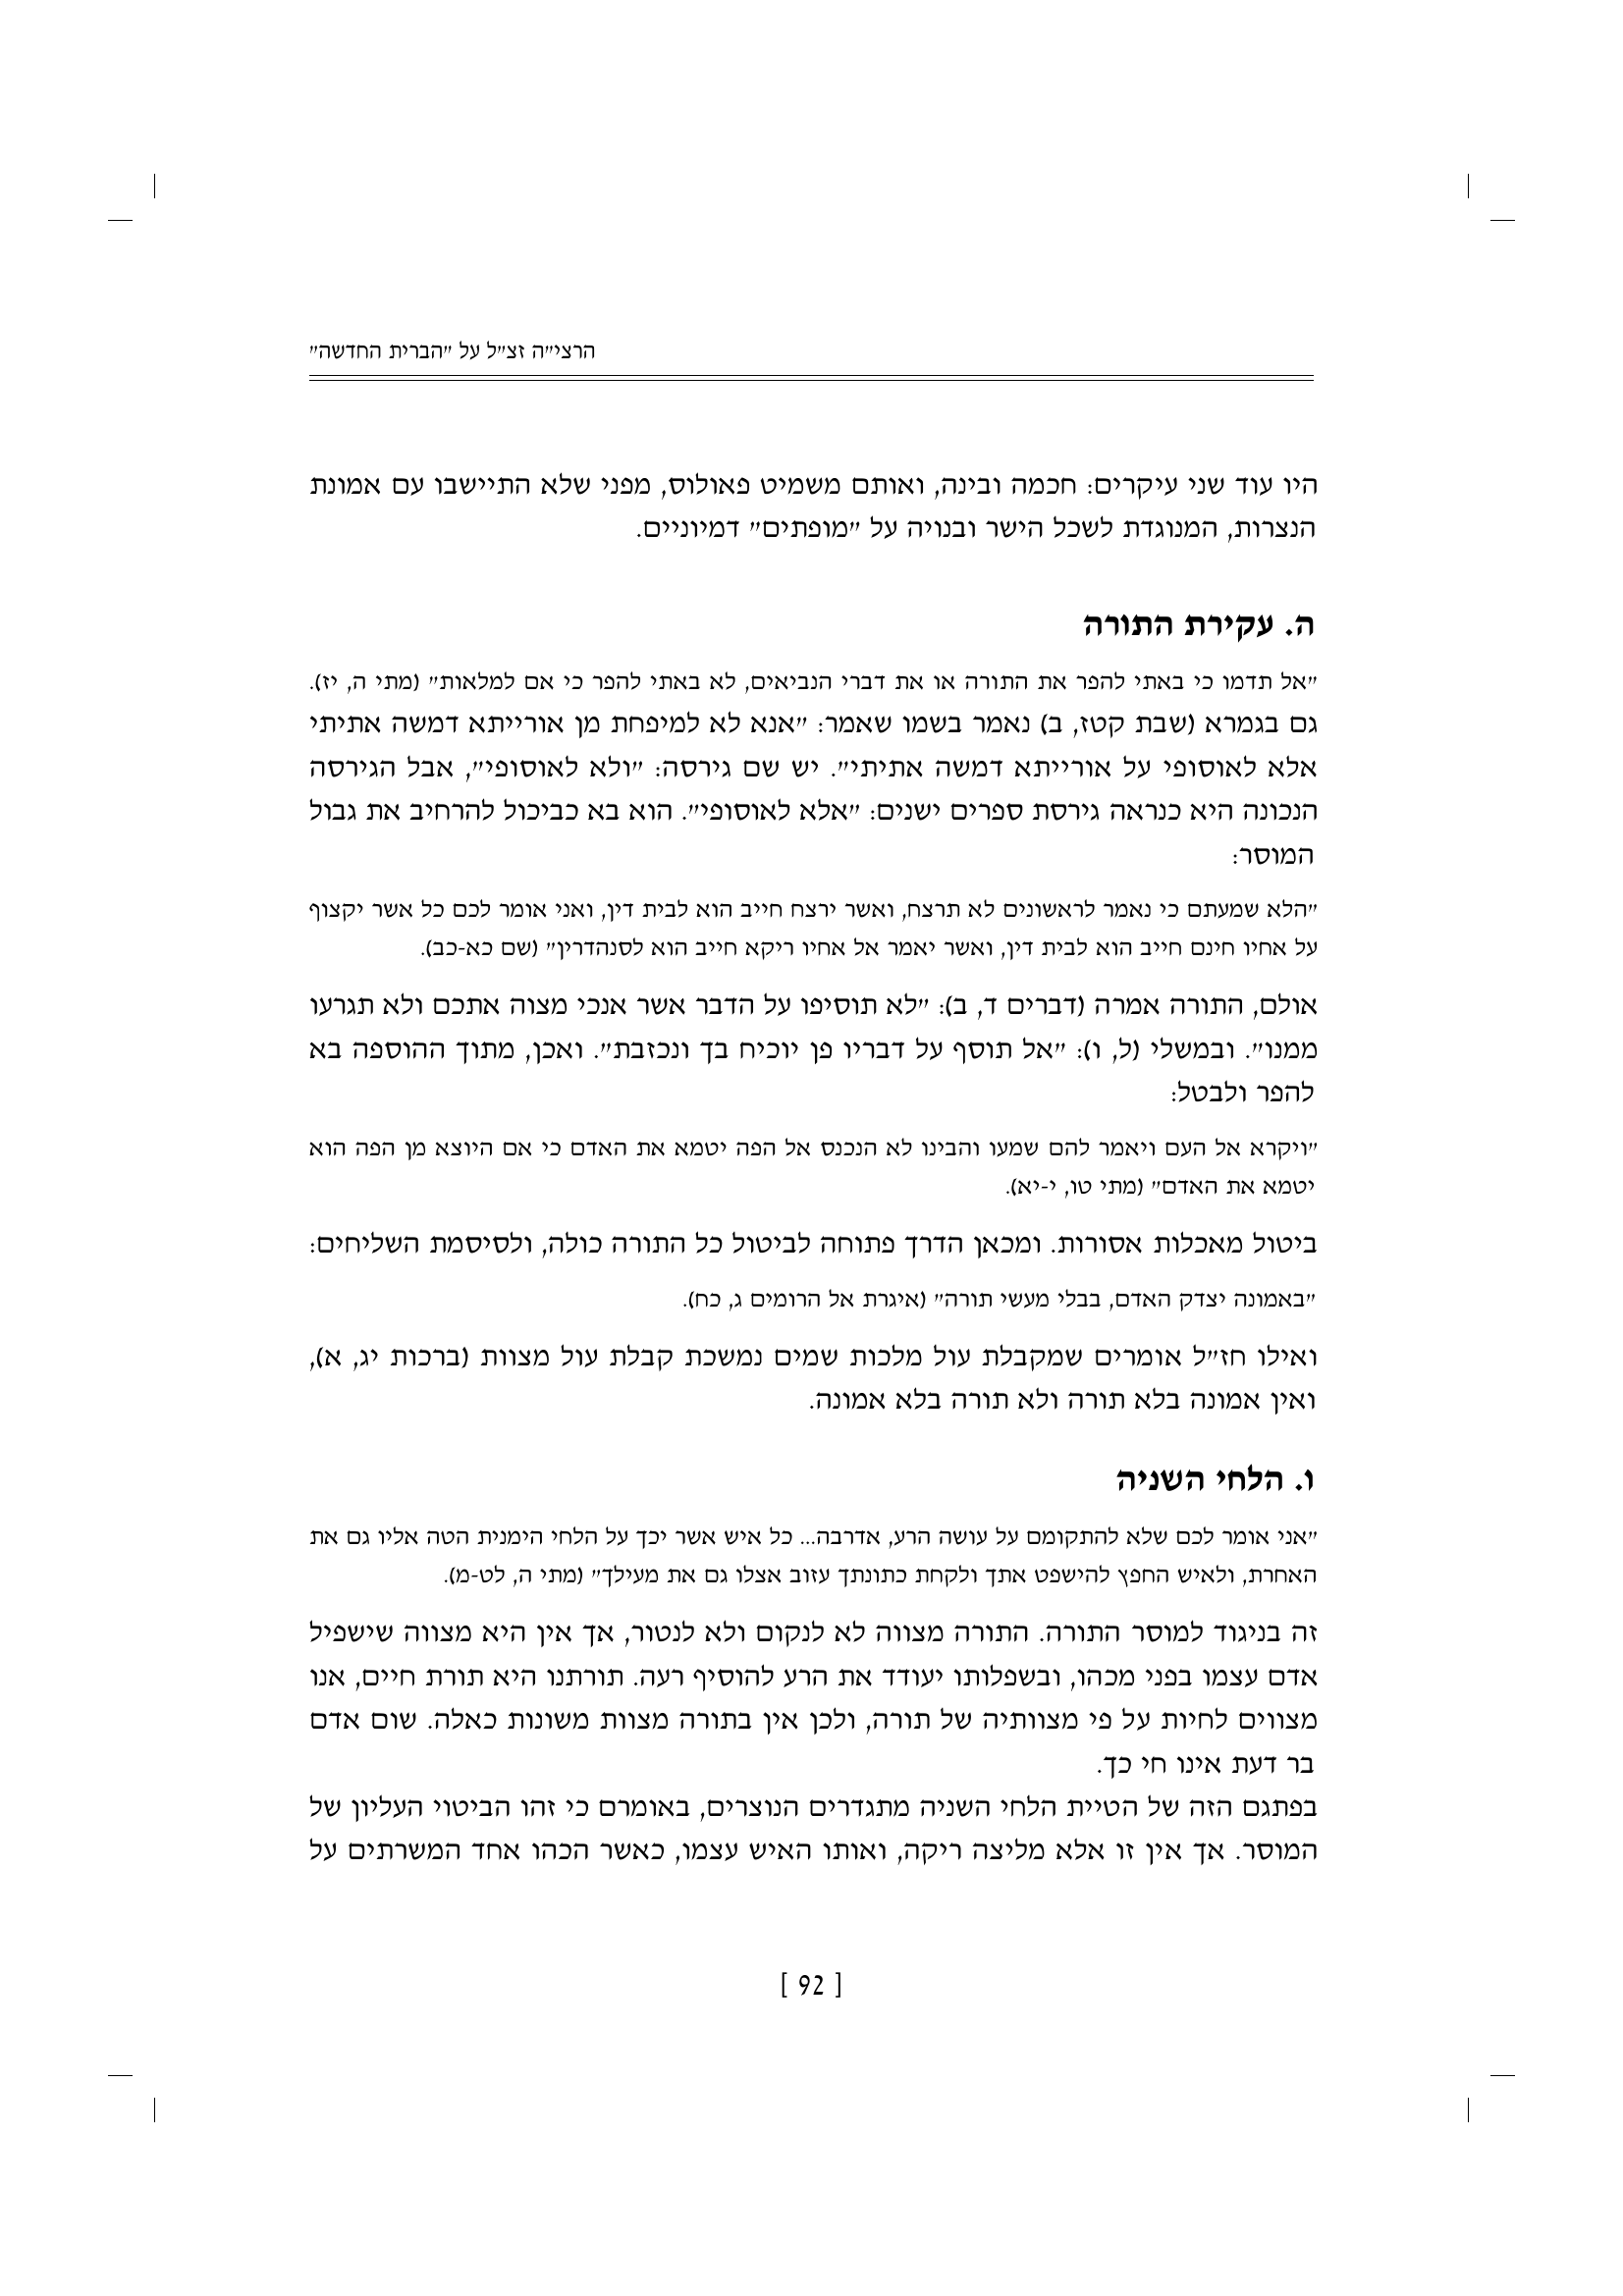 הרצי״ה זצ״ל על ״הברית החדשה״
היו עוד שני עיקרים: חכמה ובינה, ואותם משמיט פאולוס, מפני שלא התיישבו עם אמונת
הנצרות, המנוגדת לשכל הישר ובנויה על ״מופתים״ דמיוניים.
ה. עקירת התורה
״אל תדמו כי באתי להפר את התורה או את דברי הנביאים, לא באתי להפר כי אם למלאות״ (מתי ה, יז).
גם בגמרא (שבת קטז, ב) נאמר בשמו שאמר: ״אנא לא למיפחת מן אורייתא דמשה אתיתי
אלא לאוסופי על אורייתא דמשה אתיתי״. יש שם גירסה: ״ולא לאוסופי״, אבל הגירסה
הנכונה היא כנראה גירסת ספרים ישנים: ״אלא לאוסופי״. הוא בא כביכול להרחיב את גבול
המוסר:
״הלא שמעתם כי נאמר לראשונים לא תרצח, ואשר ירצח חייב הוא לבית דין, ואני אומר לכם כל אשר יקצוף
על אחיו חינם חייב הוא לבית דין, ואשר יאמר אל אחיו ריקא חייב הוא לסנהדרין״ (שם כא-כב).
אולם, התורה אמרה (דברים ד, ב): ״לא תוסיפו על הדבר אשר אנכי מצוה אתכם ולא תגרעו
ממנו״. ובמשלי (ל, ו): ״אל תוסף על דבריו פן יוכיח בך ונכזבת״. ואכן, מתוך ההוספה בא
להפר ולבטל:
״ויקרא אל העם ויאמר להם שמעו והבינו לא הנכנס אל הפה יטמא את האדם כי אם היוצא מן הפה הוא
יטמא את האדם״ (מתי טו, י-יא).
ביטול מאכלות אסורות. ומכאן הדרך פתוחה לביטול כל התורה כולה, ולסיסמת השליחים:
״באמונה יצדק האדם, בבלי מעשי תורה״ (איגרת אל הרומים ג, כח).
ואילו חז״ל אומרים שמקבלת עול מלכות שמים נמשכת קבלת עול מצוות (ברכות יג, א),
ואין אמונה בלא תורה ולא תורה בלא אמונה.
ו. הלחי השניה
״אני אומר לכם שלא להתקומם על עושה הרע, אדרבה... כל איש אשר יכך על הלחי הימנית הטה אליו גם את
האחרת, ולאיש החפץ להישפט אתך ולקחת כתונתך עזוב אצלו גם את מעילך״ (מתי ה, לט-מ).
זה בניגוד למוסר התורה. התורה מצווה לא לנקום ולא לנטור, אך אין היא מצווה שישפיל
אדם עצמו בפני מכהו, ובשפלותו יעודד את הרע להוסיף רעה. תורתנו היא תורת חיים, אנו
מצווים לחיות על פי מצוותיה של תורה, ולכן אין בתורה מצוות משונות כאלה. שום אדם
בר דעת אינו חי כך.
בפתגם הזה של הטיית הלחי השניה מתגדרים הנוצרים, באומרם כי זהו הביטוי העליון של
המוסר. אך אין זו אלא מליצה ריקה, ואותו האיש עצמו, כאשר הכהו אחד המשרתים על
[ 92 ]